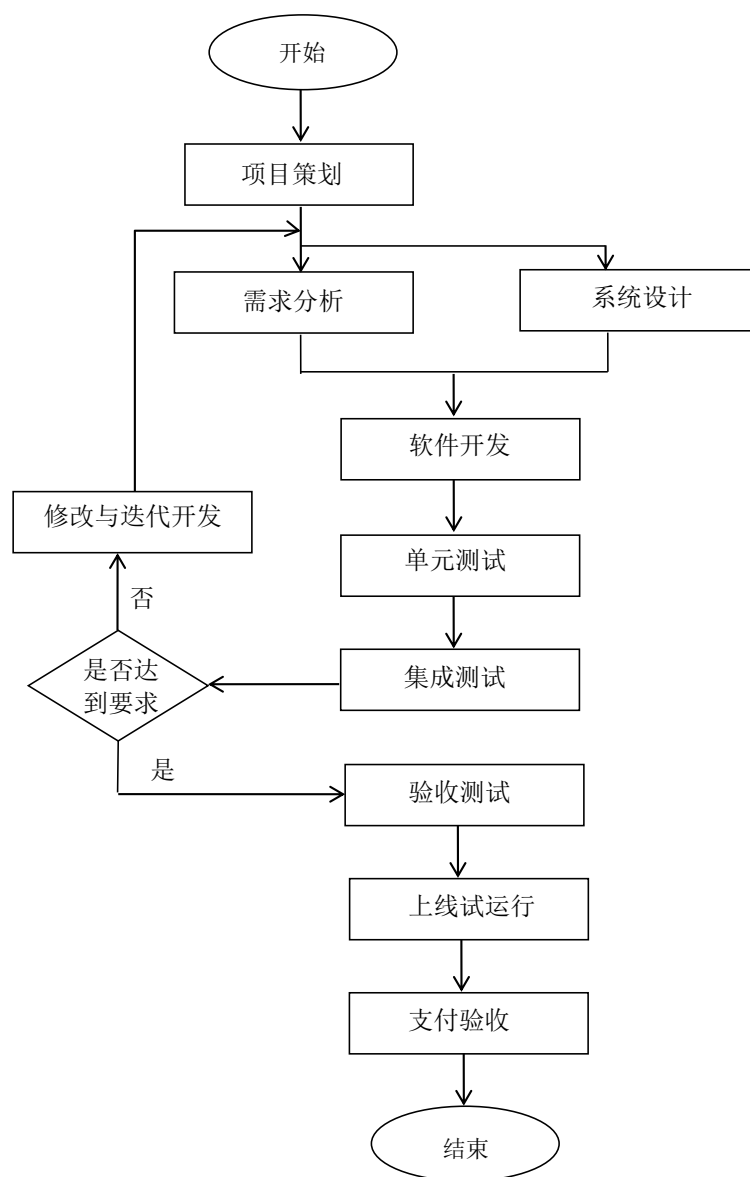 开始
项目策划
需求分析
系统设计
软件开发
修改与迭代开发
单元测试
否
是否达
到要求
集成测试
是
验收测试
上线试运行
支付验收
结束